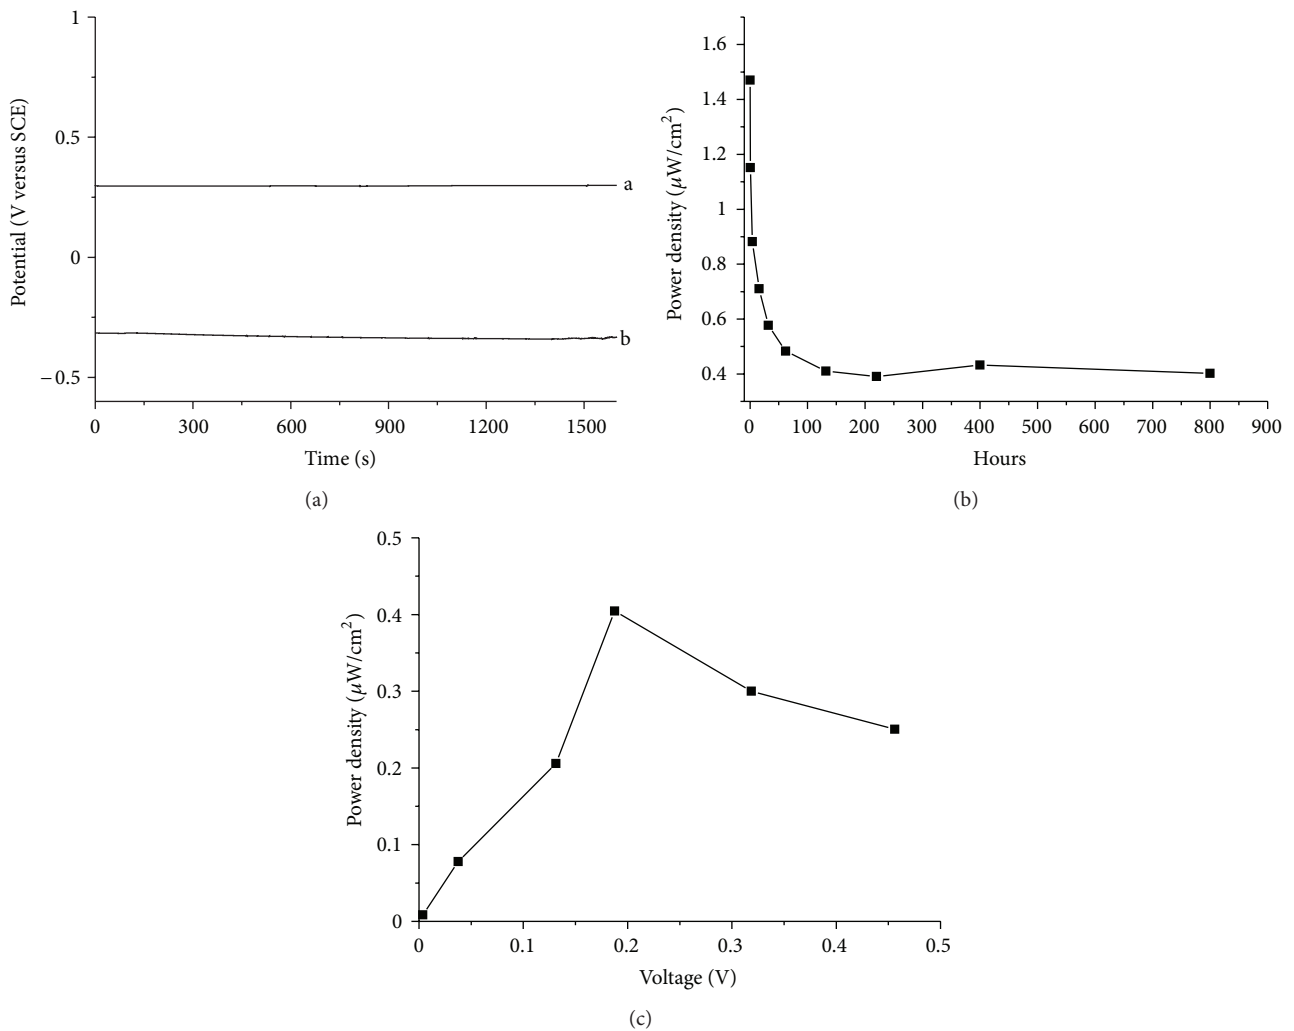 1
0.5
0
−0.5
Potential (V versus SCE)
a
b
0 300 600 900 1200 1500
Time (s)
(a)
1.6
1.4
1.2
1
0.8
0.6
0.4
Power density (μW/cm²)
0 100 200 300 400 500 600 700 800 900
Hours
(b)
0.5
0.4
0.3
0.2
0.1
0
Power density (μW/cm²)
0 0.1 0.2 0.3 0.4 0.5
Voltage (V)
(c)